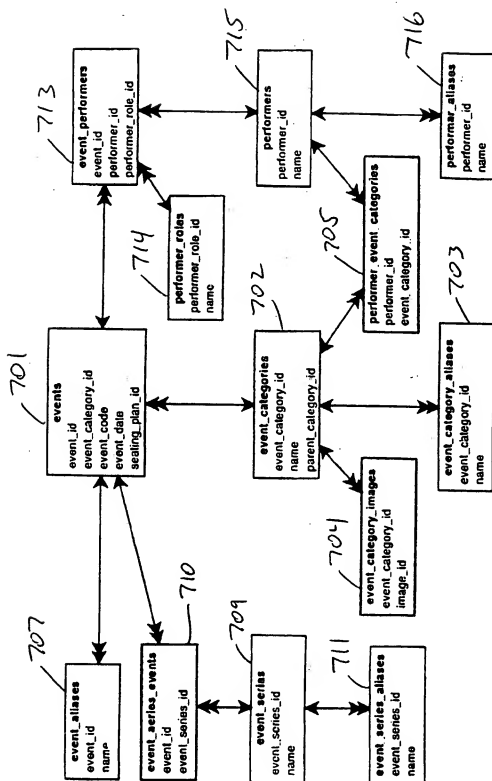 713
event_performers
event_id
performer_id
performer_role_id
715
performers
performer_id
name
716
performar_aliases
performer_id
name
714
performer_roles
performer_role_id
name
705
performer_event_categories
performer_id
event_category_id
701
events
event_id
event_category_id
event_code
event_date
seating_plan_id
702
event_categories
event_category_id
name
parent_category_id
703
event_category_aliases
event_category_id
name
704
event_category_images
event_category_id
image_id
707
event_aliases
event_id
name
710
event_aeries_events
event_id
event_series_id
709
event_series
event_series_id
name
711
event_series_aliases
event_series_id
name